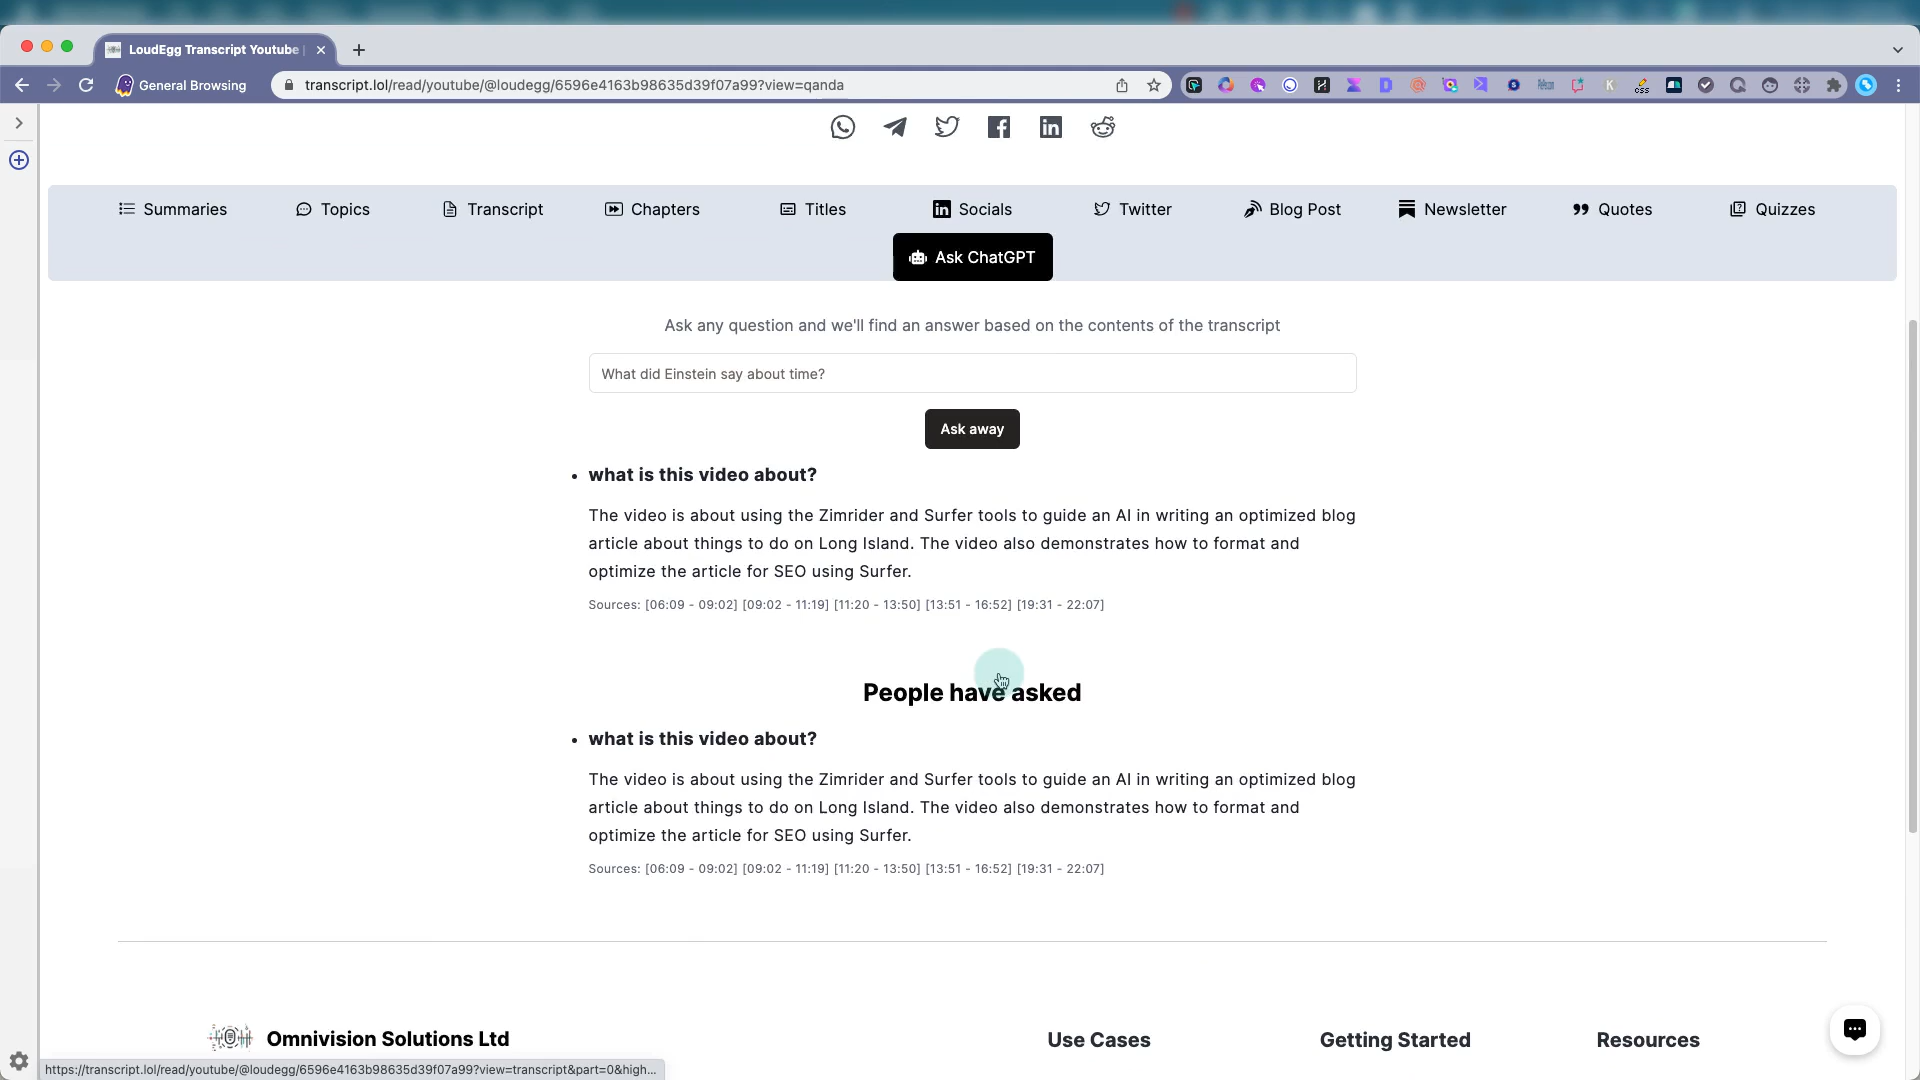 LoudEgg Transcript Youtube
General Browsing
transcript.lol/read/youtube/@loudegg/6596e4163b98635d39f07a99?view=qanda
Summaries
Topics
Transcript
Chapters
Titles
Socials
Twitter
Blog Post
Newsletter
Quotes
Quizzes
Ask ChatGPT
Ask any question and we'll find an answer based on the contents of the transcript
What did Einstein say about time?
Ask away
• what is this video about?
The video is about using the Zimrider and Surfer tools to guide an AI in writing an optimized blog
article about things to do on Long Island. The video also demonstrates how to format and
optimize the article for SEO using Surfer.
Sources: [06:09 - 09:02] [09:02 - 11:19] [11:20 - 13:50] [13:51 - 16:52] [19:31 - 22:07]
People have asked
• what is this video about?
The video is about using the Zimrider and Surfer tools to guide an AI in writing an optimized blog
article about things to do on Long Island. The video also demonstrates how to format and
optimize the article for SEO using Surfer.
Sources: [06:09 - 09:02] [09:02 - 11:19] [11:20 - 13:50] [13:51 - 16:52] [19:31 - 22:07]
Omnivision Solutions Ltd
Use Cases
Getting Started
Resources
https://transcript.lol/read/youtube/@loudegg/6596e4163b98635d39f07a99?view=transcript&part=0&high...